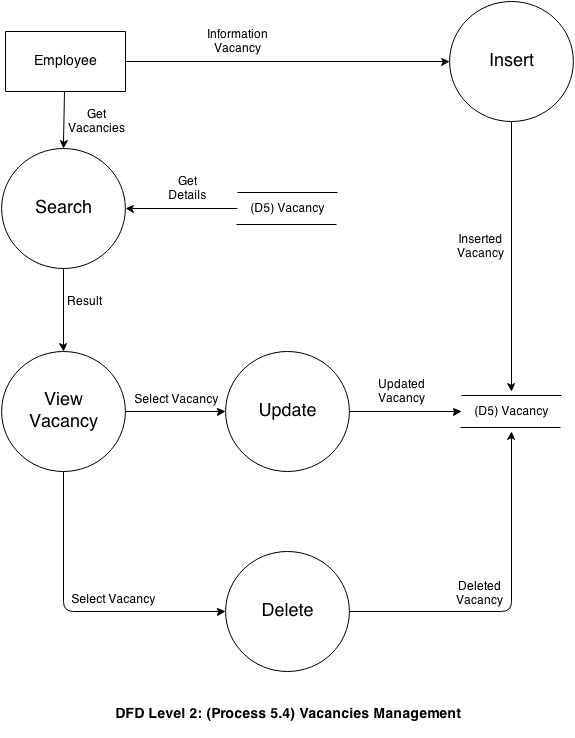 Information
Vacancy
Employee
Insert
Get
Vacancies
Get
Details
Search
(D5) Vacancy
Inserted
Vacancy
Result
View
Vacancy
Select Vacancy
Update
Updated
Vacancy
(D5) Vacancy
Select Vacancy
Delete
Deleted
Vacancy
DFD Level 2: (Process 5.4) Vacancies Management